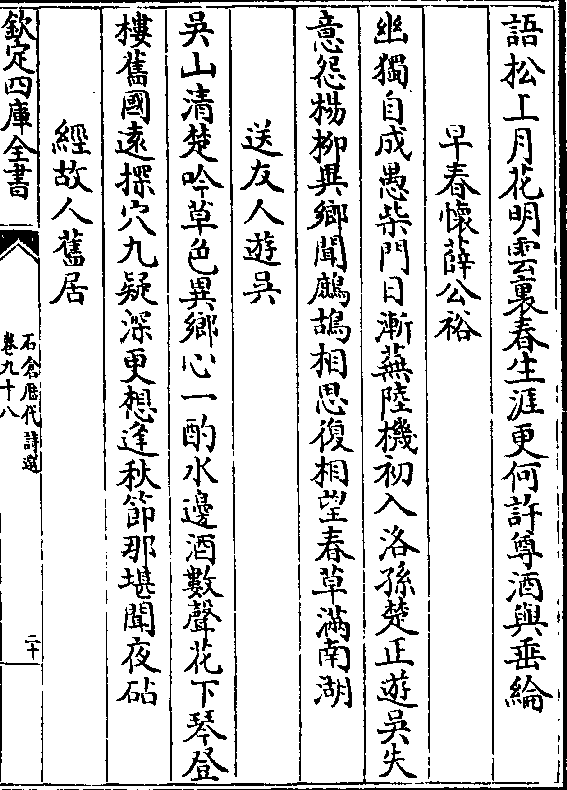 語松上月花明雲裏春生涯更何許尊酒與垂綸
早春懷薛公裕
幽獨自成愚柴門日漸蕪陸機初入洛孫楚正遊吳失
意怨楊柳異鄉聞鷓鴣相思復相望春草滿南湖
送友人遊吳
吳山清楚吟草色異鄉心一酌水邊酒數聲花下琴登
樓舊國遠探穴九疑深更想逢秋節那堪聞夜砧
經故人舊居
欽定四庫全書
石倉歷代詩選
卷九十八
二十